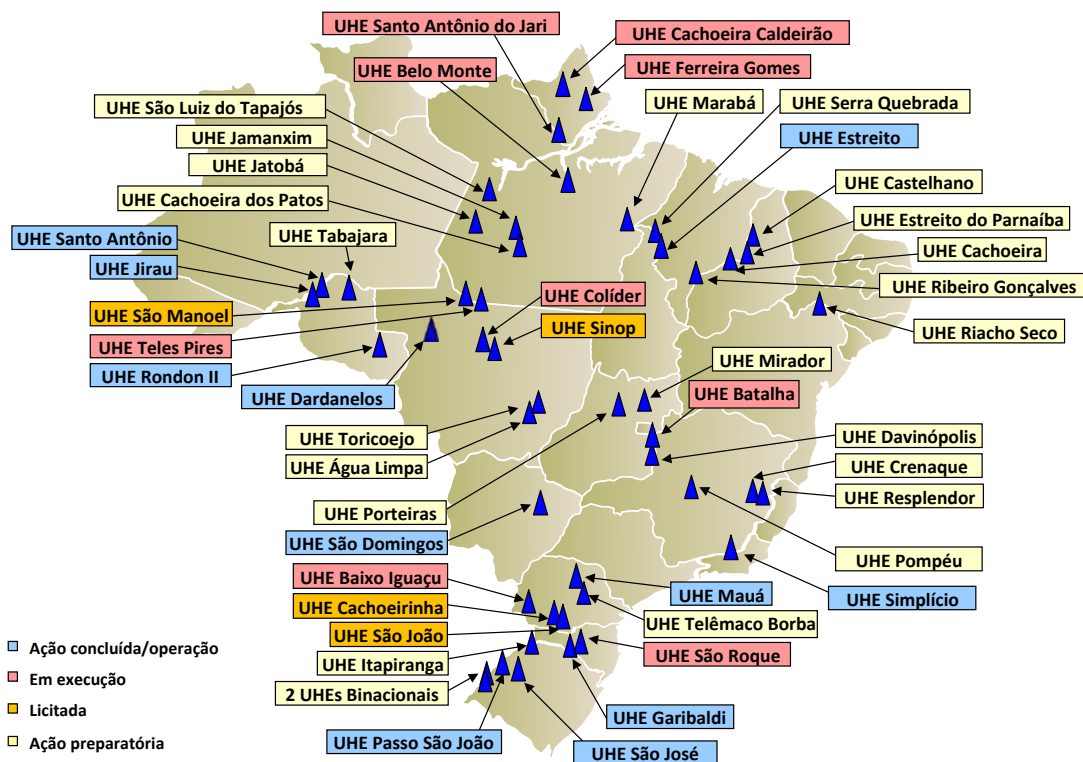 UHE Santo Antônio do Jari
UHE Cachoeira Caldeirão
UHE Belo Monte
UHE Ferreira Gomes
UHE São Luiz do Tapajós
UHE Marabá
UHE Serra Quebrada
UHE Jamanxim
UHE Estreito
UHE Jatobá
UHE Castelhano
UHE Cachoeira dos Patos
UHE Estreito do Parnaíba
UHE Santo Antônio
UHE Tabajara
UHE Cachoeira
UHE Jirau
UHE Ribeiro Gonçalves
UHE Colíder
UHE São Manoel
UHE Sinop
UHE Riacho Seco
UHE Teles Pires
UHE Mirador
UHE Rondon II
UHE Dardanelos
UHE Batalha
UHE Toricoejo
UHE Davinópolis
UHE Água Limpa
UHE Crenaque
UHE Resplendor
UHE Porteiras
UHE São Domingos
UHE Pompéu
UHE Baixo Iguaçu
UHE Mauá
UHE Simplício
UHE Cachoeirinha
UHE Telêmaco Borba
UHE São João
UHE São Roque
UHE Itapiranga
2 UHEs Binacionais
UHE Garibaldi
UHE Passo São João
UHE São José
Ação concluída/operação
Em execução
Licitada
Ação preparatória